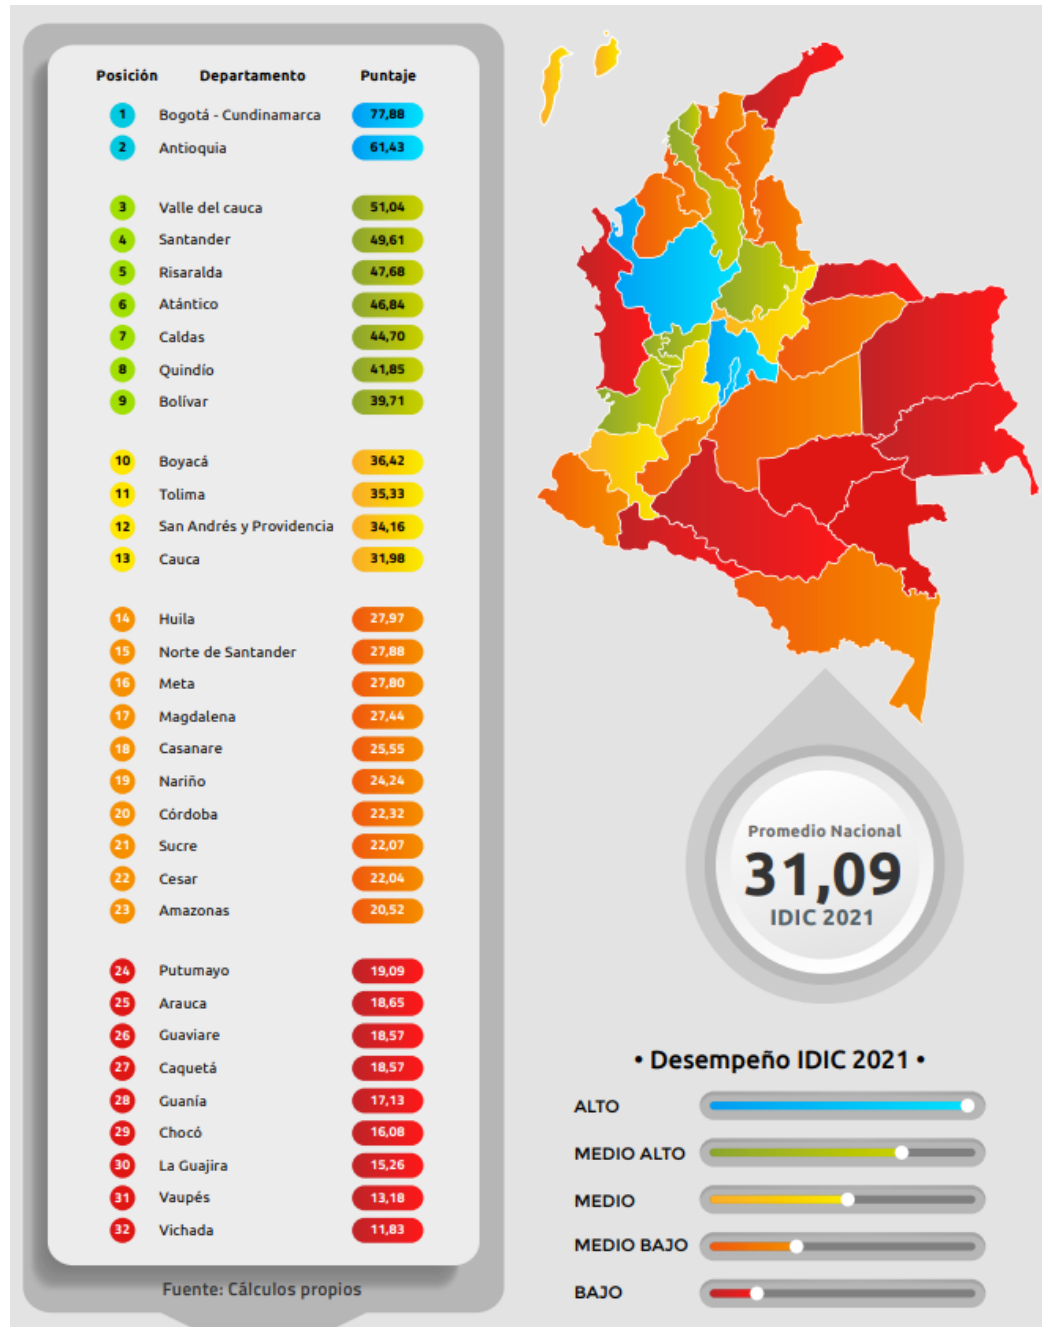 Posición Departamento Puntaje
1 Bogotá - Cundinamarca 77,88
2 Antioquia 61,43
3 Valle del cauca 51,04
4 Santander 49,61
5 Risaralda 47,68
6 Atántico 46,84
7 Caldas 44,70
8 Quindío 41,85
9 Bolívar 39,71
10 Boyacá 36,42
11 Tolima 35,33
12 San Andrés y Providencia 34,16
13 Cauca 31,98
14 Huila 27,97
15 Norte de Santander 27,88
16 Meta 27,80
17 Magdalena 27,44
18 Casanare 25,55
19 Nariño 24,24
20 Córdoba 22,32
21 Sucre 22,07
22 Cesar 22,04
23 Amazonas 20,52
24 Putumayo 19,09
25 Arauca 18,65
26 Guaviare 18,57
27 Caquetá 18,57
28 Guanía 17,13
29 Chocó 16,08
30 La Guajira 15,26
31 Vaupés 13,18
32 Vichada 11,83
Fuente: Cálculos propios
Promedio Nacional
31,09
IDIC 2021
• Desempeño IDIC 2021 •
ALTO
MEDIO ALTO
MEDIO
MEDIO BAJO
BAJO